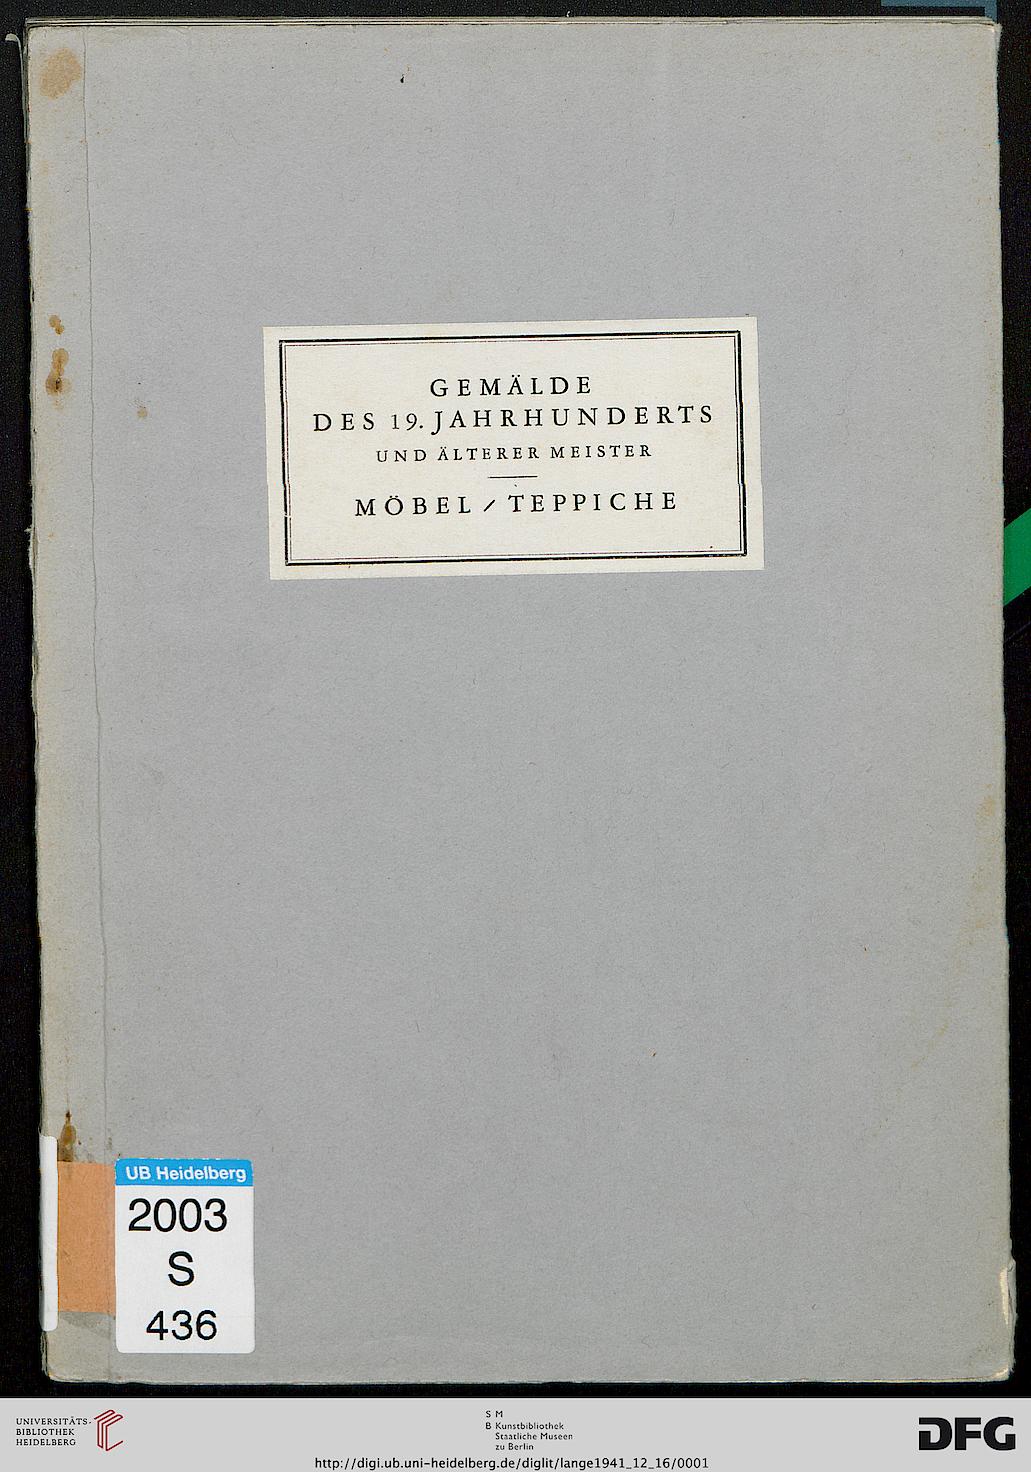 GEMÄLDE
DES 19. JAHRHUNDERTS
UND ÄLTERER MEISTER
MÖBEL / TEPPICHE
UB Heidelberg
2003
S
436
UNIVERSITÄTS-
BIBLIOTHEK
HEIDELBERG
S M
B Kunstbibliothek
Staatliche Museen
zu Berlin
DFG
http://digi.ub.uni-heidelberg.de/diglit/lange1941_12_16/0001